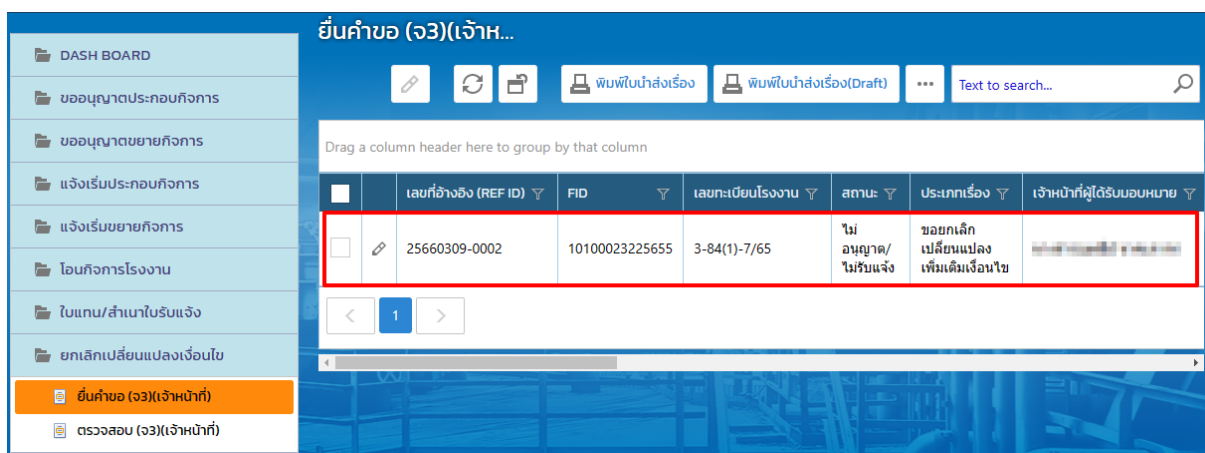 ยื่นคำขอ (จ3)(เจ้าห...
DASH BOARD
ขออนุญาตประกอบกิจการ
ขออนุญาตขยายกิจการ
แจ้งเริ่มประกอบกิจการ
แจ้งเริ่มขยายกิจการ
โอนกิจการโรงงาน
ใบแทน/สำเนาใบรับแจ้ง
ยกเลิกเปลี่ยนแปลงเงื่อนไข
ยื่นคำขอ (จ3)(เจ้าหน้าที่)
ตรวจสอบ (จ3)(เจ้าหน้าที่)
พิมพ์ใบนำส่งเรื่อง พิมพ์ใบนำส่งเรื่อง(Draft) ... Text to search...
Drag a column header here to group by that column
เลขที่อ้างอิง (REF ID) FID เลขทะเบียนโรงงาน สถานะ ประเภทเรื่อง เจ้าหน้าที่ผู้ได้รับมอบหมาย
25660309-0002 10100023225655 3-84(1)-7/65
ไม่
อนุญาต/
ไม่รับแจ้ง
ขอยกเลิก
เปลี่ยนแปลง
เพิ่มเติมเงื่อนไข
1